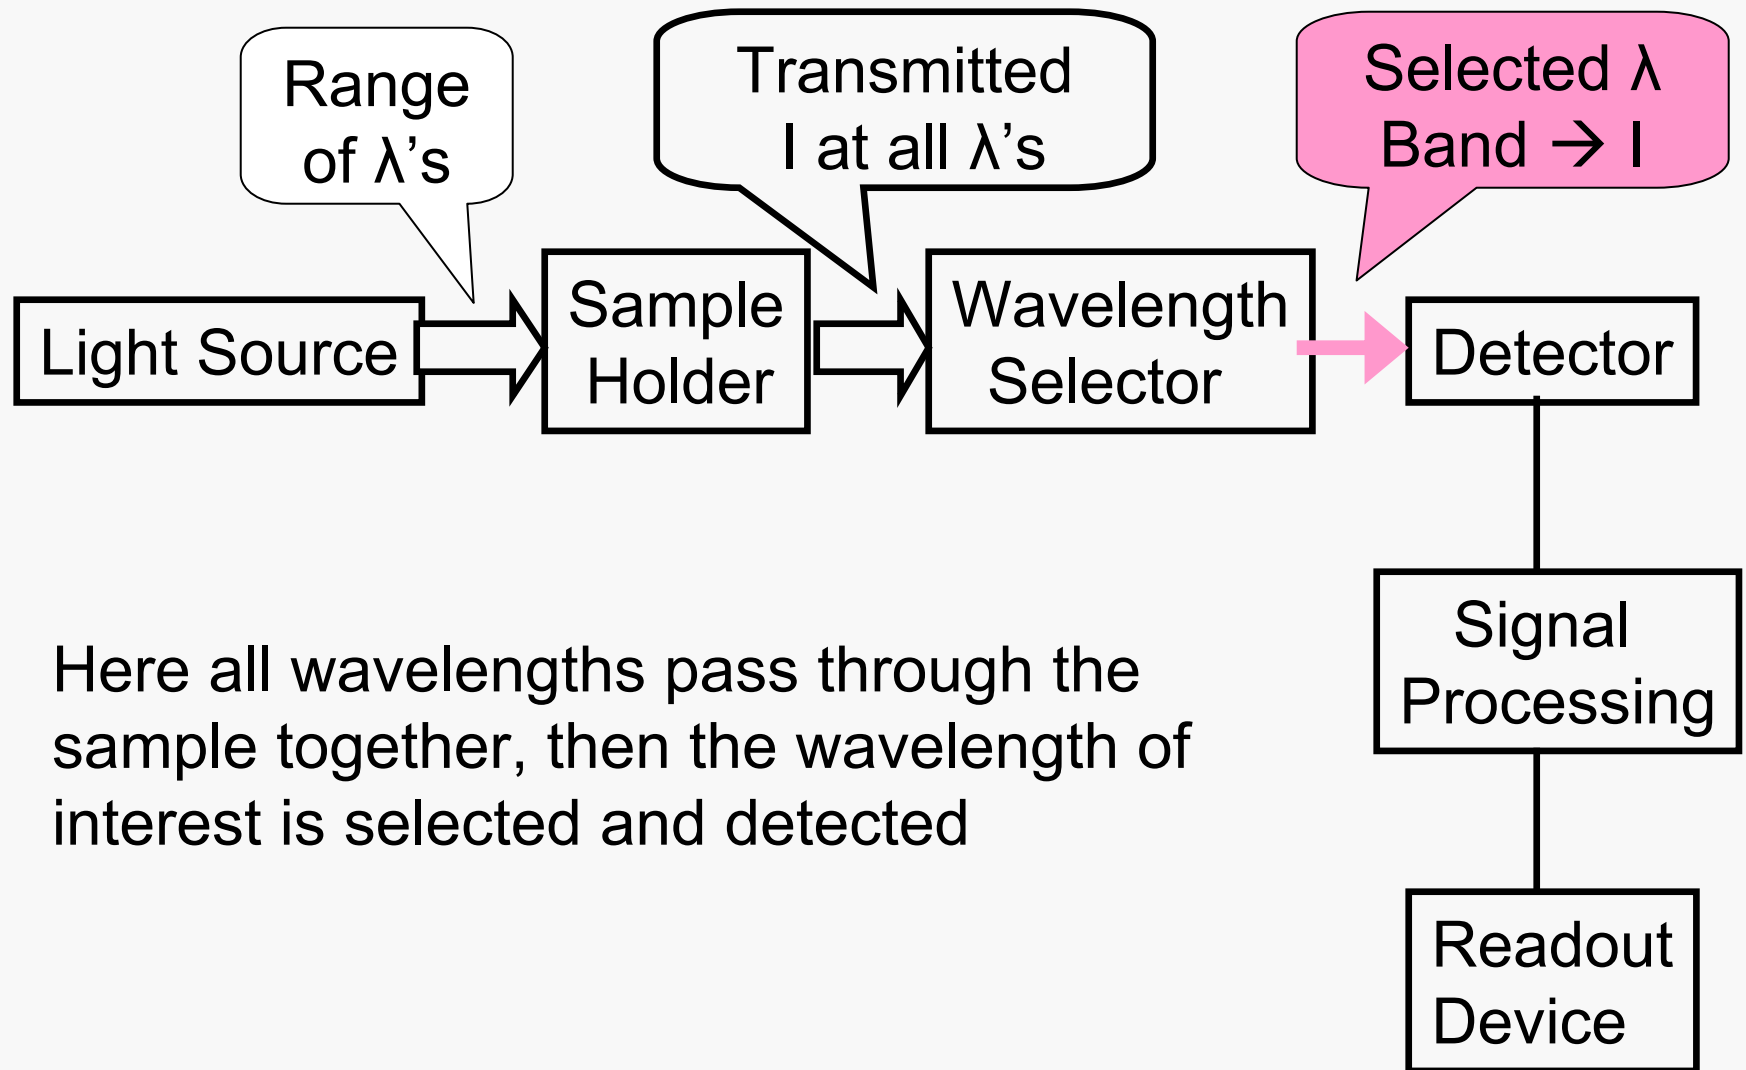 Range
of λ’s
Transmitted
I at all λ’s
Selected λ
Band → I
Light Source
Sample
Holder
Wavelength
Selector
Detector
Signal
Processing
Here all wavelengths pass through the
sample together, then the wavelength of
interest is selected and detected
Readout
Device